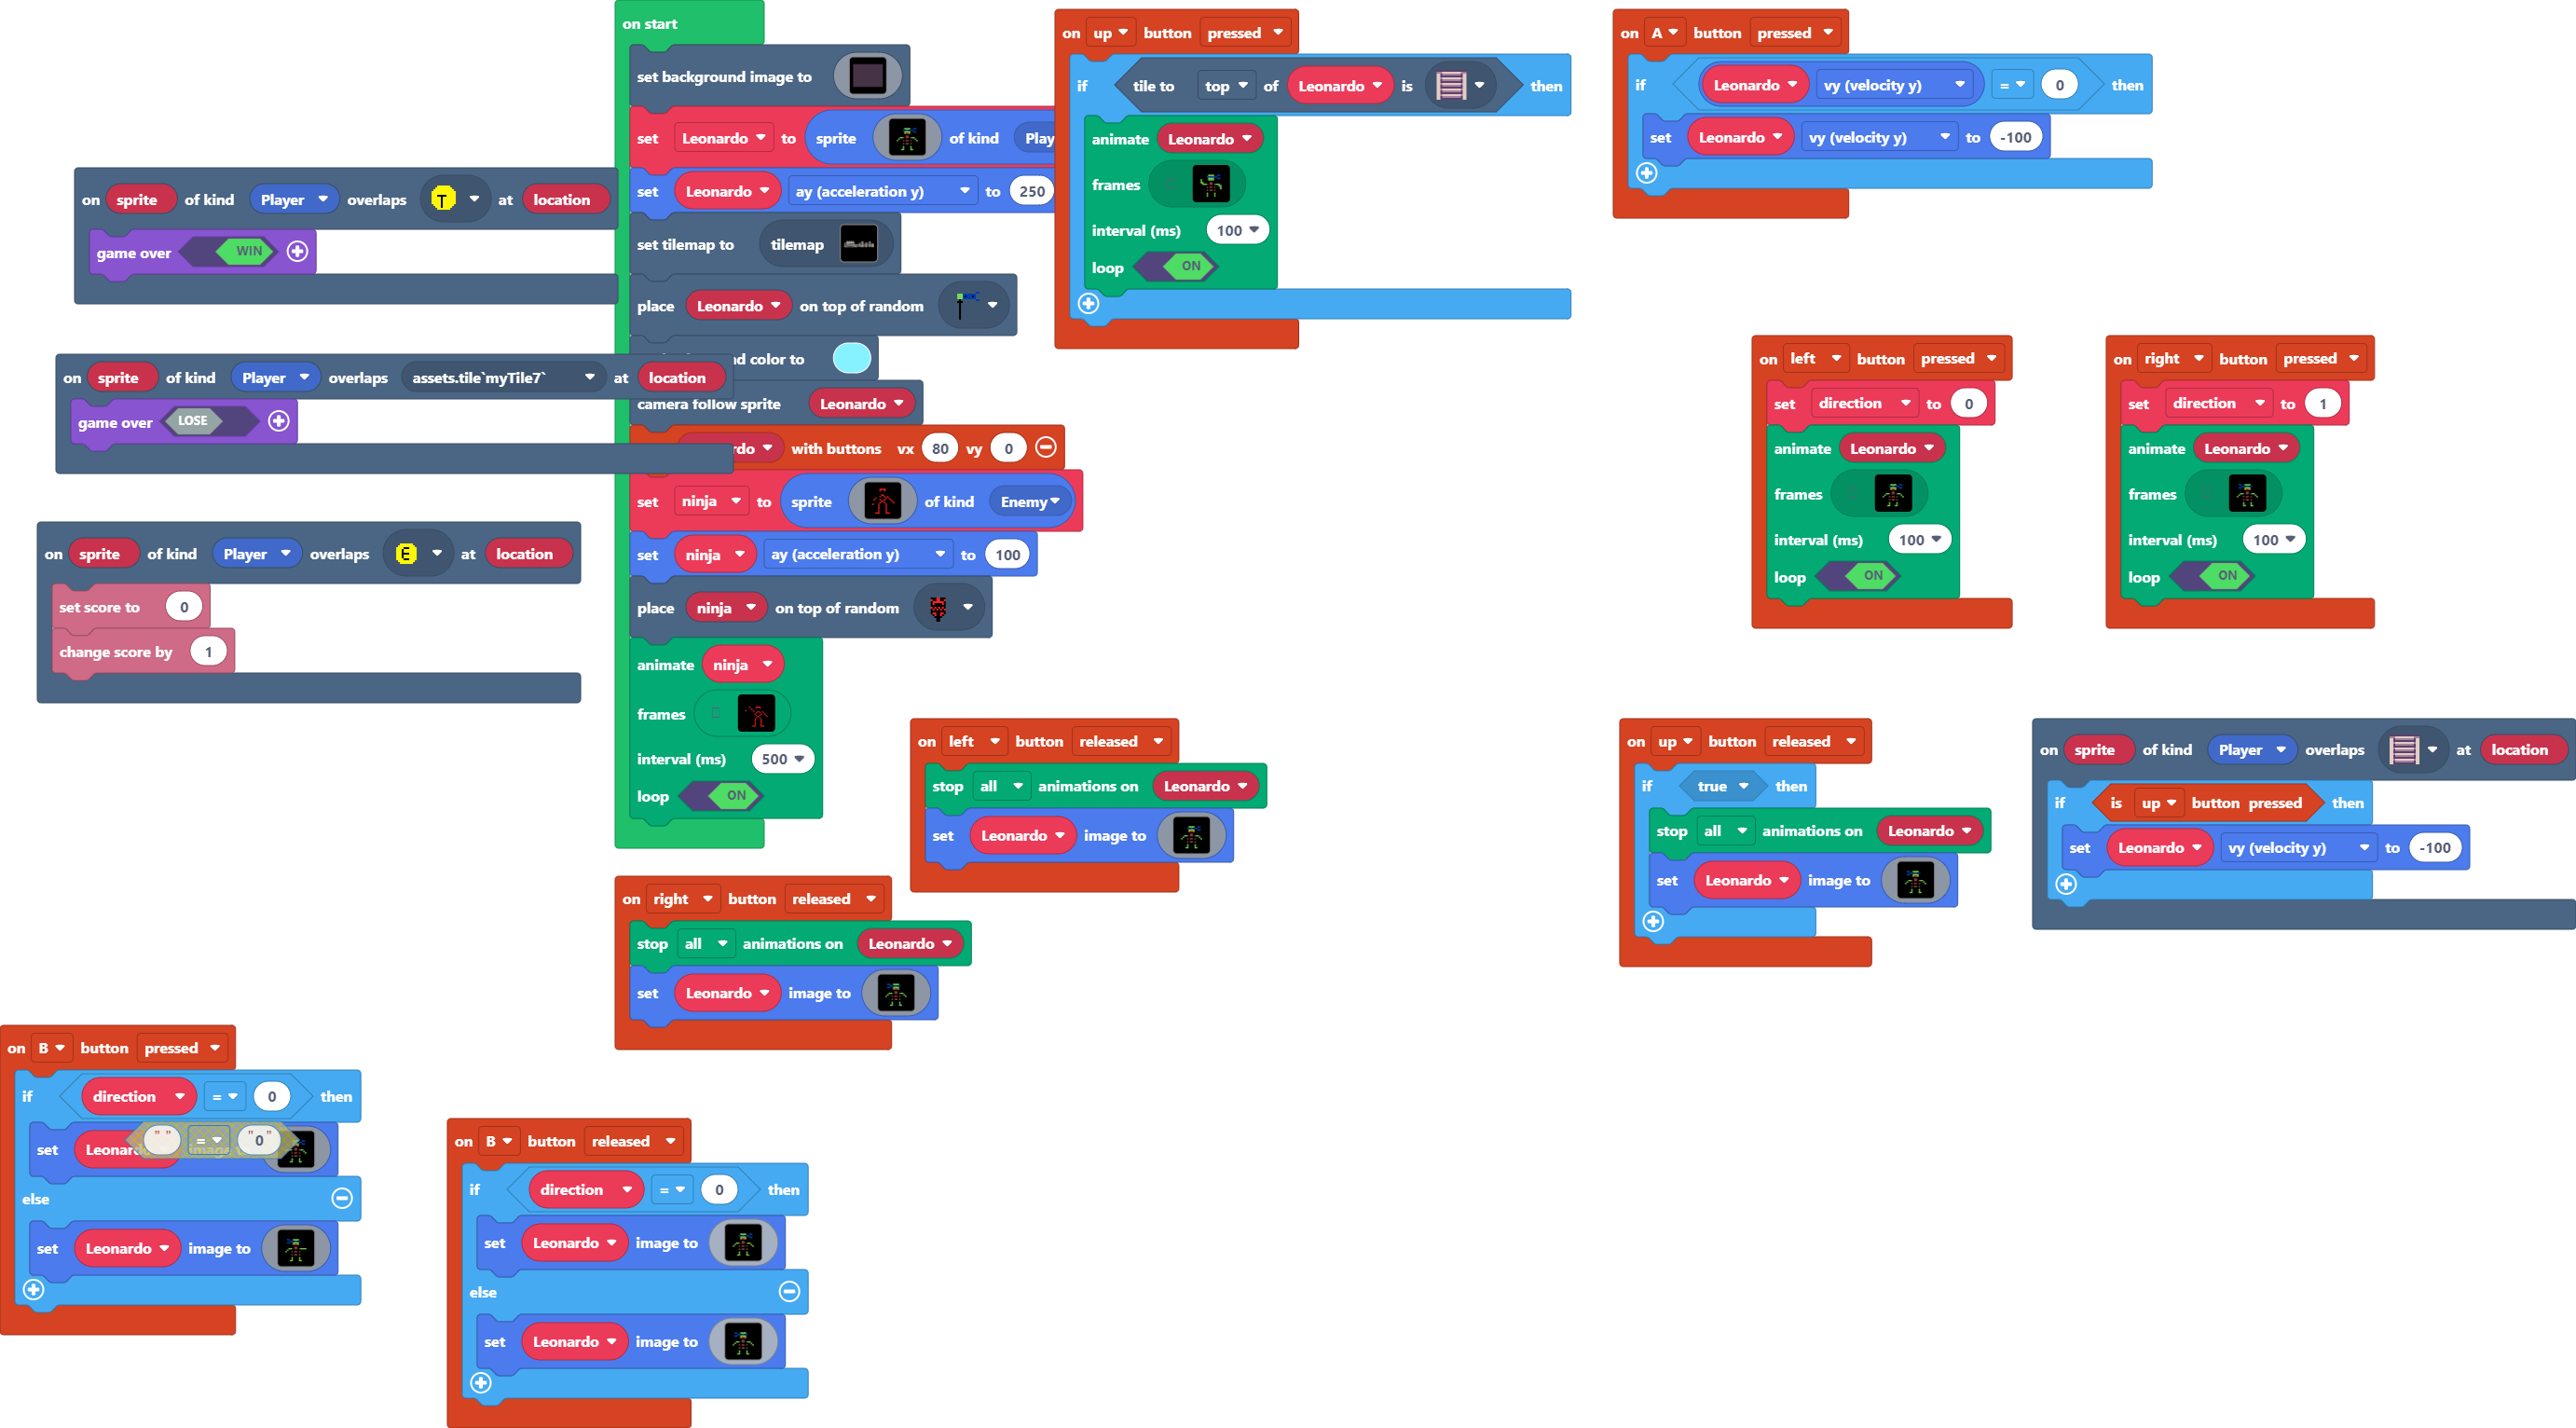 on start
set background image to
set Leonardo to sprite of kind Play
set Leonardo ay (acceleration y) to 250
set tilemap to tilemap
place Leonardo on top of random
d color to
camera follow sprite Leonardo
rdo with buttons vx 80 vy 0
set ninja to sprite of kind Enemy
set ninja ay (acceleration y) to 100
place ninja on top of random
animate ninja
frames
interval (ms) 500
loop ON
on sprite of kind Player overlaps T at location
game over WIN
on sprite of kind Player overlaps assets.tile`myTile7` at location
game over LOSE
on sprite of kind Player overlaps E at location
set score to 0
change score by 1
on up button pressed
if tile to top of Leonardo is then
animate Leonardo
frames
interval (ms) 100
loop ON
on A button pressed
if Leonardo vy (velocity y) = 0 then
set Leonardo vy (velocity y) to -100
on left button pressed
set direction to 0
animate Leonardo
frames
interval (ms) 100
loop ON
on right button pressed
set direction to 1
animate Leonardo
frames
interval (ms) 100
loop ON
on left button released
stop all animations on Leonardo
set Leonardo image to
on right button released
stop all animations on Leonardo
set Leonardo image to
on up button released
if true then
stop all animations on Leonardo
set Leonardo image to
on sprite of kind Player overlaps at location
if is up button pressed then
set Leonardo vy (velocity y) to -100
on B button pressed
if direction = 0 then
" " = "0"
set Leonar
else
set Leonardo image to
on B button released
if direction = 0 then
set Leonardo image to
else
set Leonardo image to